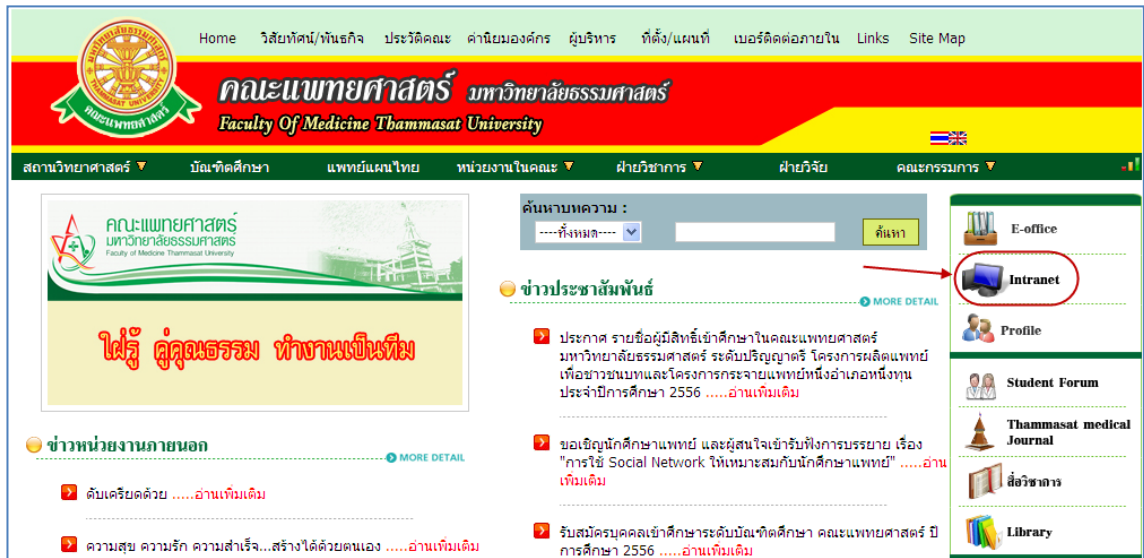 Home วิสัยทัศน์/พันธกิจ ประวัติคณะ ค่านิยมองค์กร ผู้บริหาร ที่ตั้ง/แผนที่ เบอร์ติดต่อภายใน Links Site Map
คณะแพทยศาสตร์ มหาวิทยาลัยธรรมศาสตร์
Faculty Of Medicine Thammasat University
สถานวิทยาศาสตร์ บัณฑิตศึกษา แพทย์แผนไทย หน่วยงานในคณะ ฝ่ายวิชาการ ฝ่ายวิจัย คณะกรรมการ
คณะแพทยศาสตร์
มหาวิทยาลัยธรรมศาสตร์
Faculty of Medicine Thammasat University
ใฝ่รู้ คู่คุณธรรม ทำงานเป็นทีม
ข่าวหน่วยงานภายนอก
MORE DETAIL
ดับเครียดด้วย .....อ่านเพิ่มเติม
ความสุข ความรัก ความสำเร็จ...สร้างได้ด้วยตนเอง .....อ่านเพิ่มเติม
ค้นหาบทความ :
----ทั้งหมด---- ค้นหา
ข่าวประชาสัมพันธ์
MORE DETAIL
ประกาศ รายชื่อผู้มีสิทธิ์เข้าศึกษาในคณะแพทยศาสตร์
มหาวิทยาลัยธรรมศาสตร์ ระดับปริญญาตรี โครงการผลิตแพทย์
เพื่อชาวชนบทและโครงการกระจายแพทย์หนึ่งอำเภอหนึ่งทุน
ประจำปีการศึกษา 2556 .....อ่านเพิ่มเติม
ขอเชิญนักศึกษาแพทย์ และผู้สนใจเข้ารับฟังการบรรยาย เรื่อง
"การใช้ Social Network ให้เหมาะสมกับนักศึกษาแพทย์" .....อ่าน
เพิ่มเติม
รับสมัครบุคคลเข้าศึกษาระดับบัณฑิตศึกษา คณะแพทยศาสตร์ ปี
การศึกษา 2556 .....อ่านเพิ่มเติม
E-office
Intranet
Profile
Student Forum
Thammasat medical
Journal
สื่อวิชาการ
Library